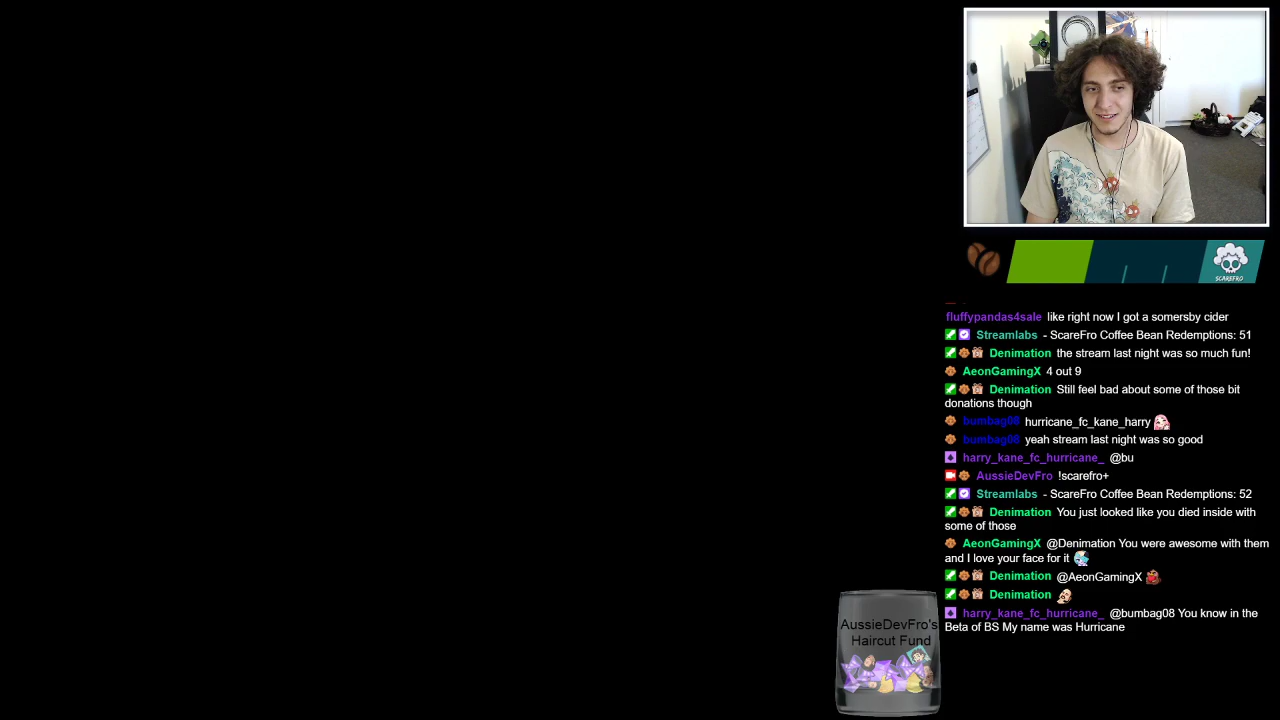 SCAREFRO
fluffypandas4sale like right now I got a somersby cider
Streamlabs - ScareFro Coffee Bean Redemptions: 51
Denimation the stream last night was so much fun!
AeonGamingX 4 out 9
Denimation Still feel bad about some of those bit
donations though
bumbag08 hurricane_fc_kane_harry
bumbag08 yeah stream last night was so good
harry_kane_fc_hurricane_ @bu
AussieDevFro !scarefro+
Streamlabs - ScareFro Coffee Bean Redemptions: 52
Denimation You just looked like you died inside with
some of those
AeonGamingX @Denimation You were awesome with them
and I love your face for it
Denimation @AeonGamingX
Denimation
harry_kane_fc_hurricane_ @bumbag08 You know in the
Beta of BS My name was Hurricane
AussieDevFro's
Haircut Fund